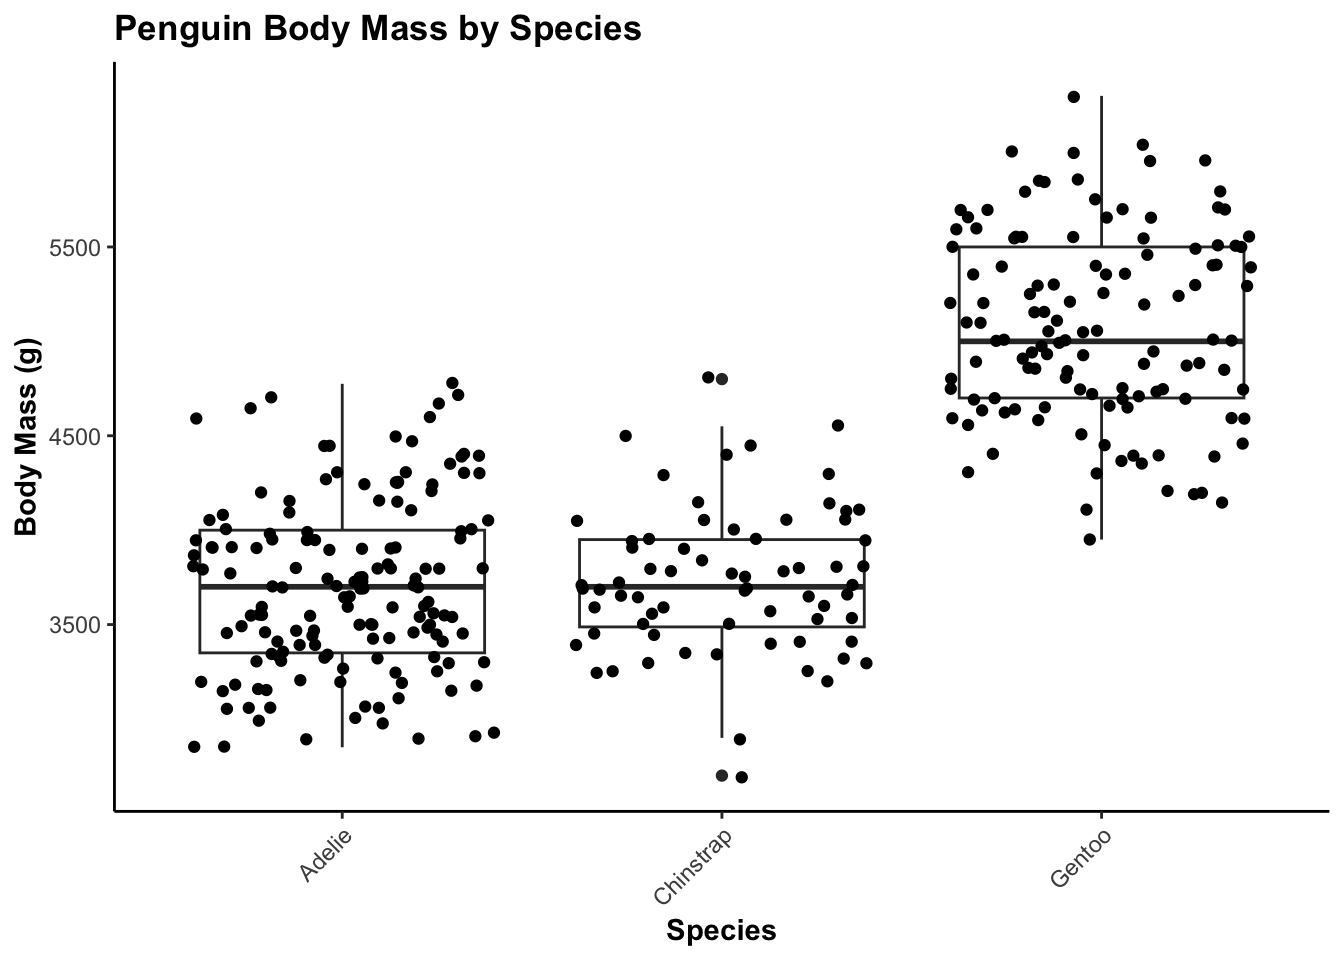 Penguin Body Mass by Species
Body Mass (g)
5500
4500
3500
Adelie
Chinstrap
Gentoo
Species